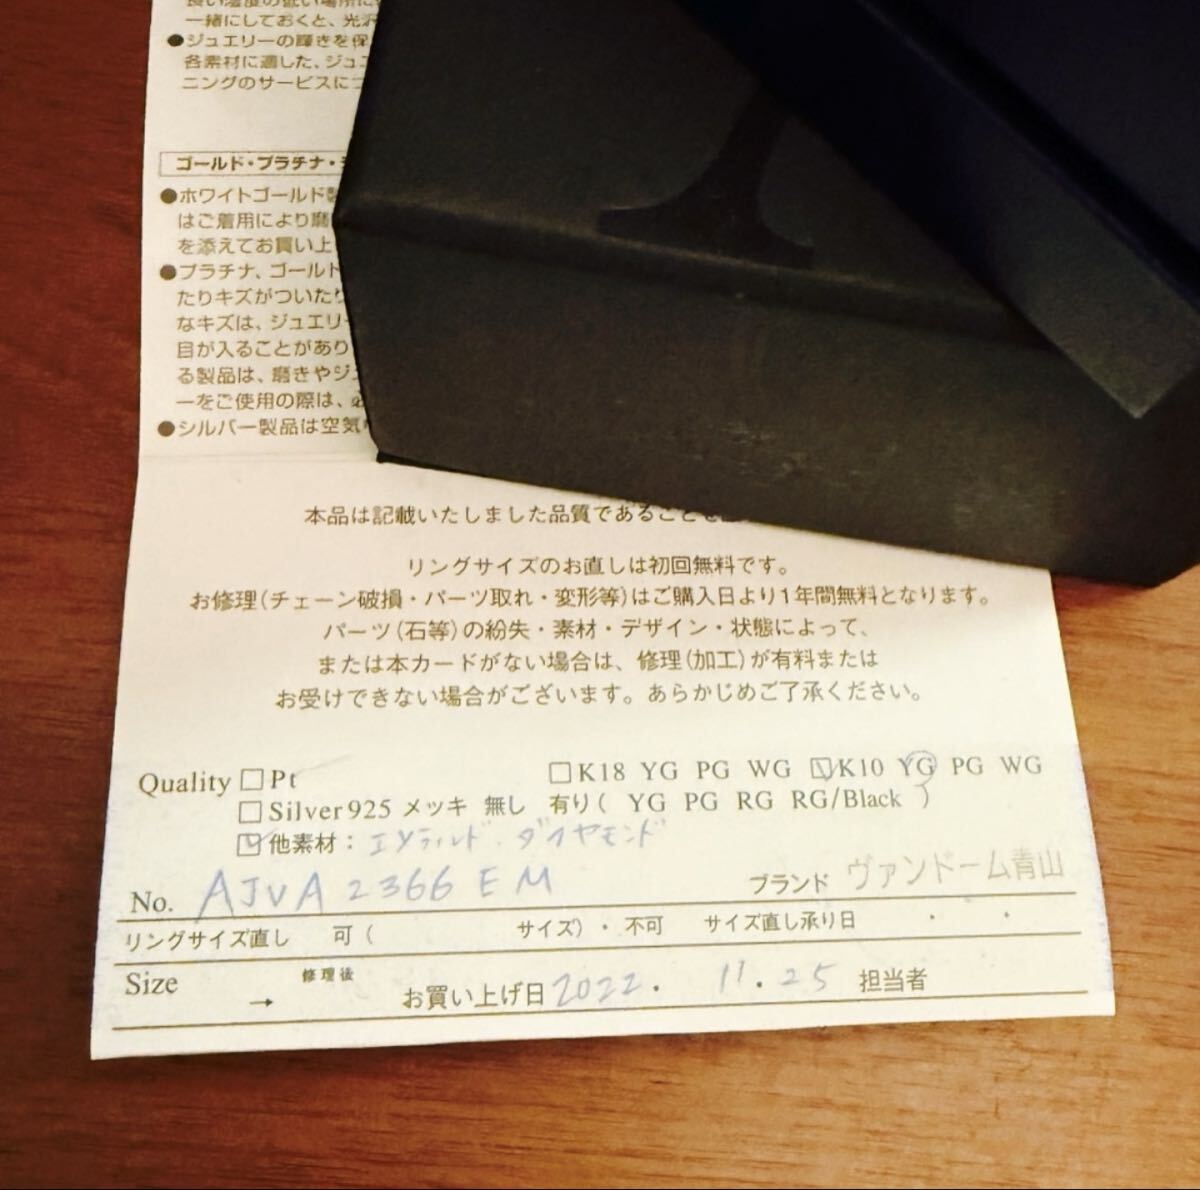 一緒にしておくと、光沢
●ジュエリーの輝きを保
各素材に適した、ジュエ
ニングのサービスに
ゴールド・プラチナ・
●ホワイトゴールド製
はご着用により磨
を添えてお買い上
●プラチナ、ゴールド
たりキズがついたり
なキズは、ジュエリー
目が入ることがあり
る製品は、磨きやジュ
ーをご使用の際は、必
●シルバー製品は空気
本品は記載いたしました品質であることを
リングサイズのお直しは初回無料です。
お修理(チェーン破損・パーツ取れ・変形等)はご購入日より1年間無料となります。
パーツ(石等)の紛失・素材・デザイン・状態によって、
または本カードがない場合は、修理(加工)が有料または
お受けできない場合がございます。あらかじめご了承ください。
Quality □Pt □K18 YG PG WG ☑K10 YG PG WG
□Silver925 メッキ 無し 有り( YG PG RG RG/Black )
☑他素材: エメラルド・ダイヤモンド
No. AJVA 2366 EM ブランド ヴァンドーム青山
リングサイズ直し 可( サイズ)・不可 サイズ直し承り日 ・ ・
Size → 修理後 お買い上げ日 2022. 11. 25 担当者